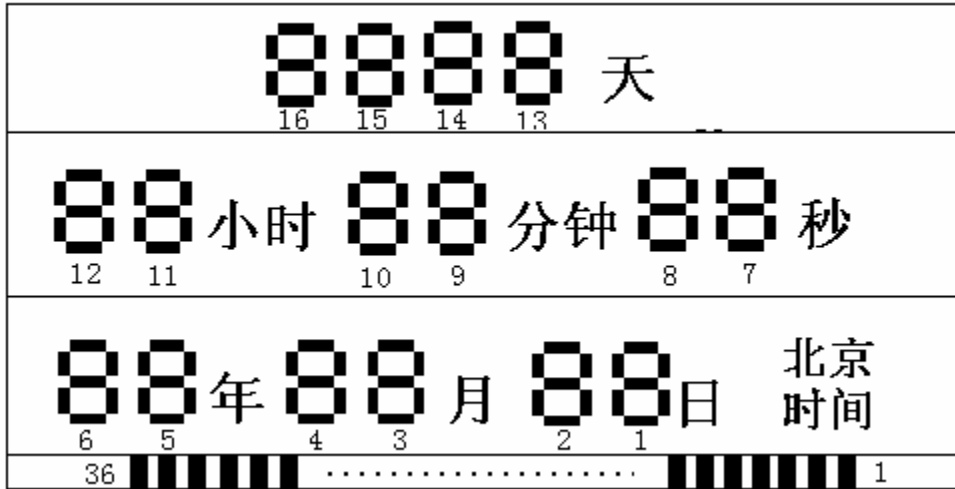 8888 天
16 15 14 13
88 小时 88 分钟 88 秒
12 11 10 9 8 7
88 年 88 月 88 日 北京
时间
6 5 4 3 2 1
36 ........................ 1